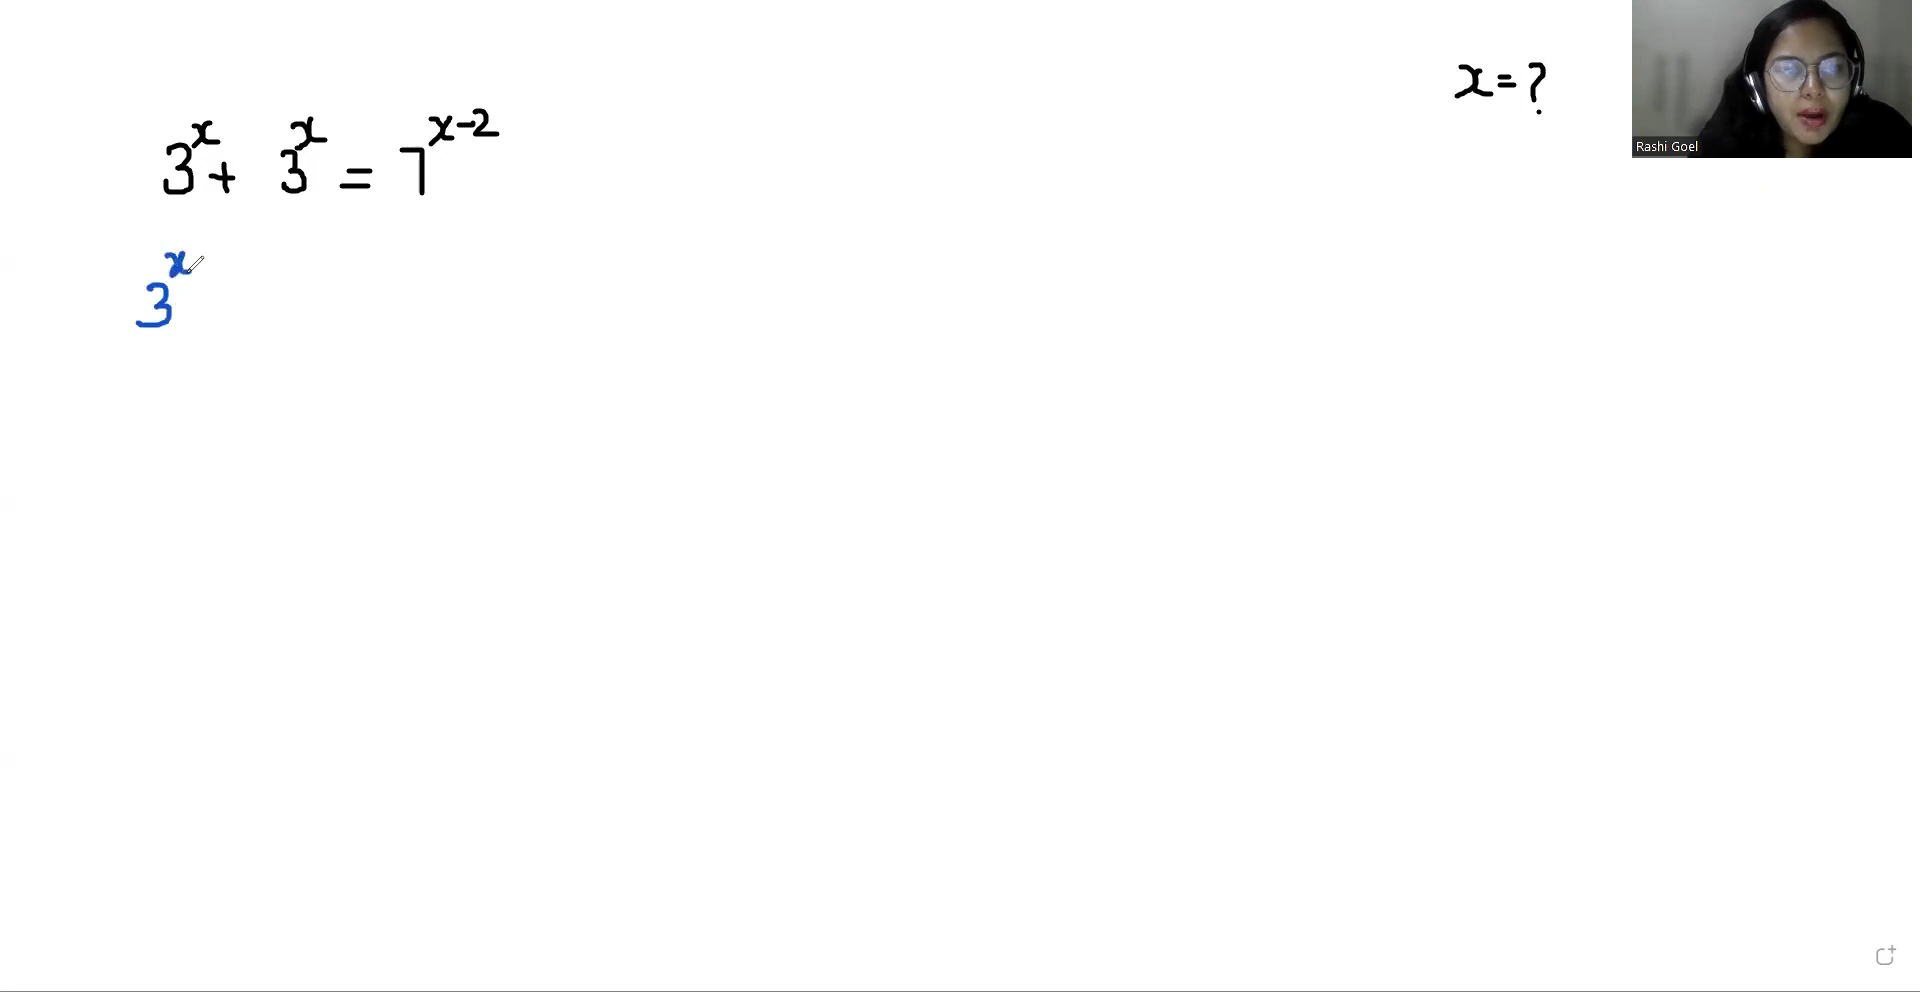 x = ?
Rashi Goel
3^x + 3^x = 7^{x-2}
3^x